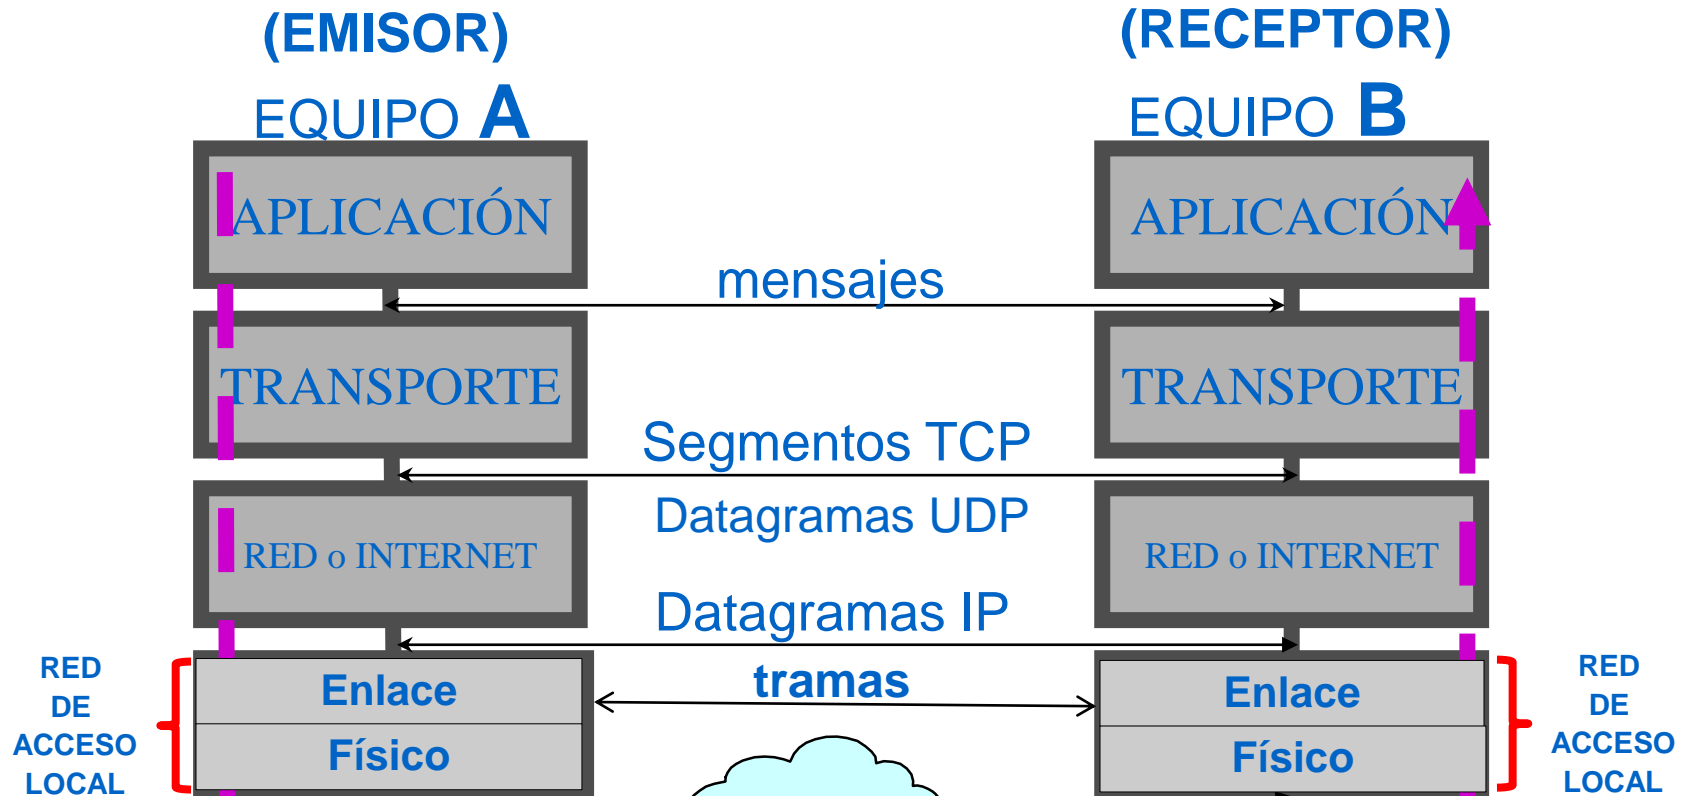 (EMISOR)
(RECEPTOR)
EQUIPO A
EQUIPO B
APLICACIÓN
APLICACIÓN
mensajes
TRANSPORTE
TRANSPORTE
Segmentos TCP
Datagramas UDP
RED o INTERNET
RED o INTERNET
Datagramas IP
RED
DE
ACCESO
LOCAL
Enlace
Físico
tramas
Enlace
Físico
RED
DE
ACCESO
LOCAL